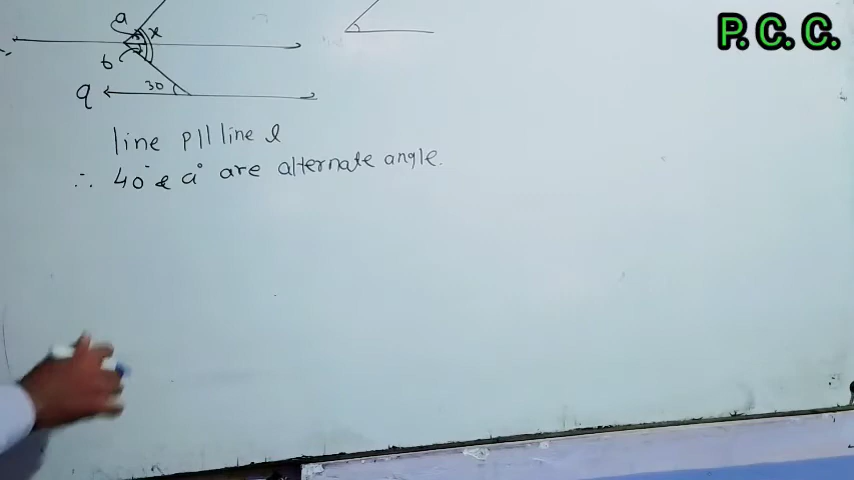 P. C. C.
a
x
b
30
q
line p || line l
∴ 40° & a° are alternate angle.